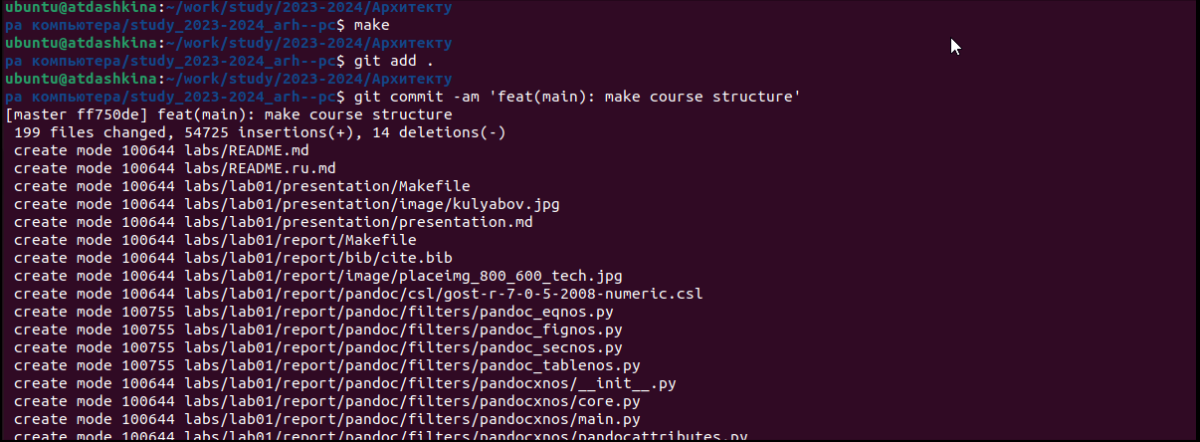 ubuntu@atdashkina:~/work/study/2023-2024/Архитекту
ра компьютера/study_2023-2024_arh--pc$ make
ubuntu@atdashkina:~/work/study/2023-2024/Архитекту
ра компьютера/study_2023-2024_arh--pc$ git add .
ubuntu@atdashkina:~/work/study/2023-2024/Архитекту
ра компьютера/study_2023-2024_arh--pc$ git commit -am 'feat(main): make course structure'
[master ff750de] feat(main): make course structure
 199 files changed, 54725 insertions(+), 14 deletions(-)
 create mode 100644 labs/README.md
 create mode 100644 labs/README.ru.md
 create mode 100644 labs/lab01/presentation/Makefile
 create mode 100644 labs/lab01/presentation/image/kulyabov.jpg
 create mode 100644 labs/lab01/presentation/presentation.md
 create mode 100644 labs/lab01/report/Makefile
 create mode 100644 labs/lab01/report/bib/cite.bib
 create mode 100644 labs/lab01/report/image/placeimg_800_600_tech.jpg
 create mode 100644 labs/lab01/report/pandoc/csl/gost-r-7-0-5-2008-numeric.csl
 create mode 100755 labs/lab01/report/pandoc/filters/pandoc_eqnos.py
 create mode 100755 labs/lab01/report/pandoc/filters/pandoc_fignos.py
 create mode 100755 labs/lab01/report/pandoc/filters/pandoc_secnos.py
 create mode 100755 labs/lab01/report/pandoc/filters/pandoc_tablenos.py
 create mode 100644 labs/lab01/report/pandoc/filters/pandocxnos/__init__.py
 create mode 100644 labs/lab01/report/pandoc/filters/pandocxnos/core.py
 create mode 100644 labs/lab01/report/pandoc/filters/pandocxnos/main.py
 create mode 100644 labs/lab01/report/pandoc/filters/pandocxnos/pandocattributes.py